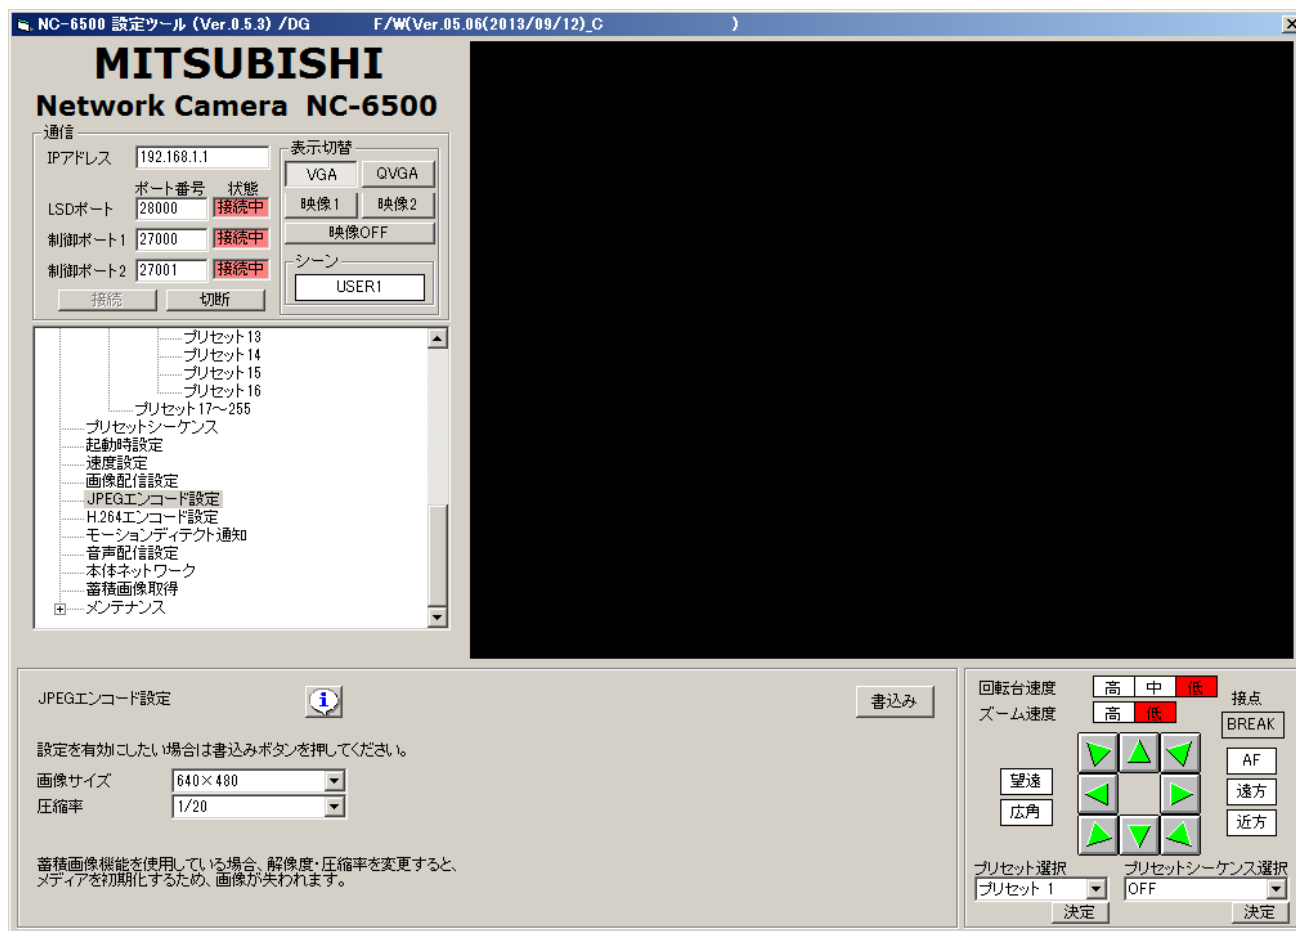 NC-6500 設定ツール (Ver.0.5.3) /DG F/W(Ver.05.06(2013/09/12)_C )
MITSUBISHI
Network Camera NC-6500
通信
IPアドレス 192.168.1.1
ポート番号 状態
LSDポート 28000 接続中
制御ポート1 27000 接続中
制御ポート2 27001 接続中
接続 切断
表示切替
VGA QVGA
映像1 映像2
映像OFF
シーン
USER1
プリセット13
プリセット14
プリセット15
プリセット16
プリセット17~255
プリセットシーケンス
起動時設定
速度設定
画像配信設定
JPEGエンコード設定
H.264エンコード設定
モーションディテクト通知
音声配信設定
本体ネットワーク
蓄積画像取得
メンテナンス
JPEGエンコード設定 書込み
設定を有効にしたい場合は書込みボタンを押してください。
画像サイズ 640×480
圧縮率 1/20
蓄積画像機能を使用している場合、解像度・圧縮率を変更すると、
メディアを初期化するため、画像が失われます。
回転台速度 高 中 低
ズーム速度 高 低
接点
BREAK
望遠
広角
AF
遠方
近方
プリセット選択 プリセットシーケンス選択
プリセット 1 OFF
決定 決定